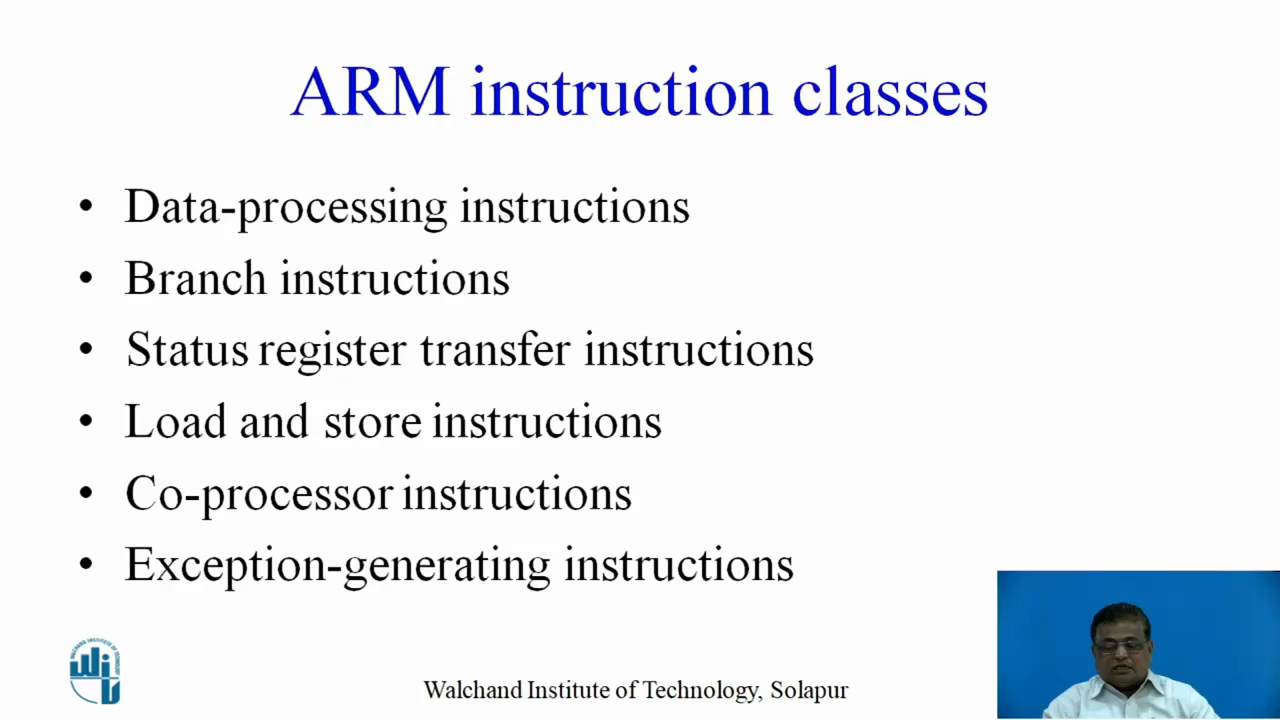 ARM instruction classes
• Data-processing instructions
• Branch instructions
• Status register transfer instructions
• Load and store instructions
• Co-processor instructions
• Exception-generating instructions
Walchand Institute of Technology, Solapur